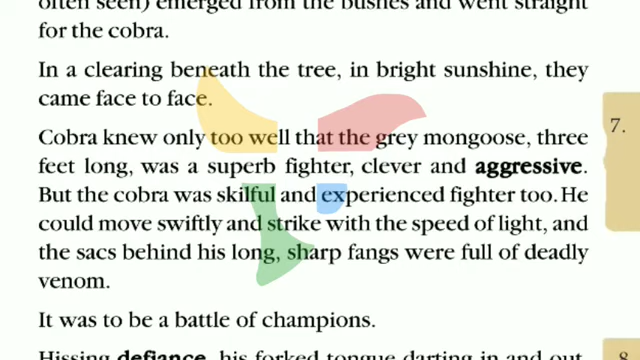 often seen) emerged from the bushes and went straight
for the cobra.
In a clearing beneath the tree, in bright sunshine, they
came face to face.
7.
Cobra knew only too well that the grey mongoose, three
feet long, was a superb fighter, clever and aggressive.
But the cobra was skilful and experienced fighter too. He
could move swiftly and strike with the speed of light, and
the sacs behind his long, sharp fangs were full of deadly
venom.
It was to be a battle of champions.
Hissing defiance, his forked tongue darting in and out,
8